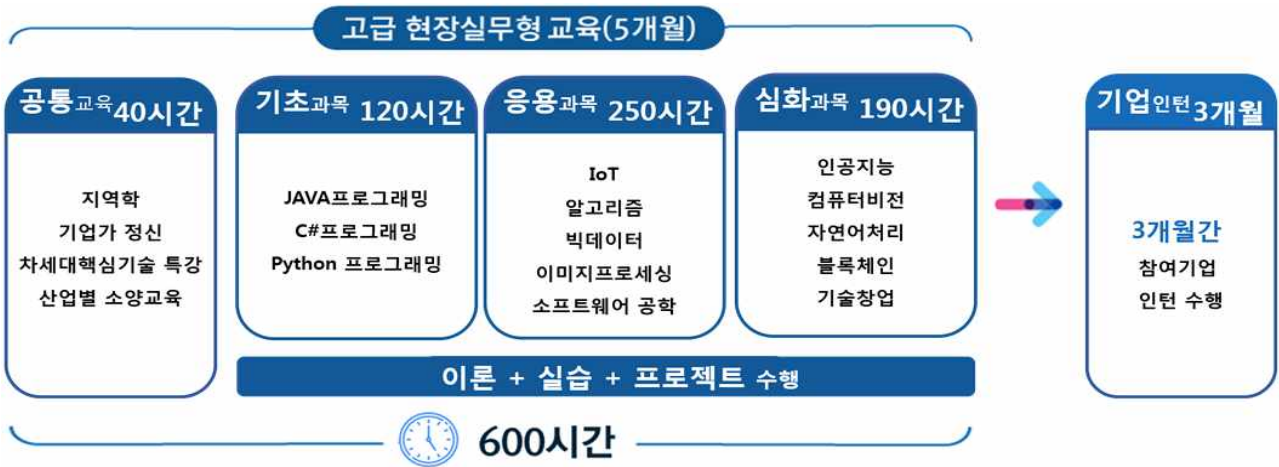 고급 현장실무형 교육(5개월)
공통교육 40시간
지역학
기업가 정신
차세대핵심기술 특강
산업별 소양교육
기초과목 120시간
JAVA프로그래밍
C#프로그래밍
Python 프로그래밍
응용과목 250시간
IoT
알고리즘
빅데이터
이미지프로세싱
소프트웨어 공학
심화과목 190시간
인공지능
컴퓨터비전
자연어처리
블록체인
기술창업
이론 + 실습 + 프로젝트 수행
600시간
기업인턴 3개월
3개월간
참여기업
인턴 수행